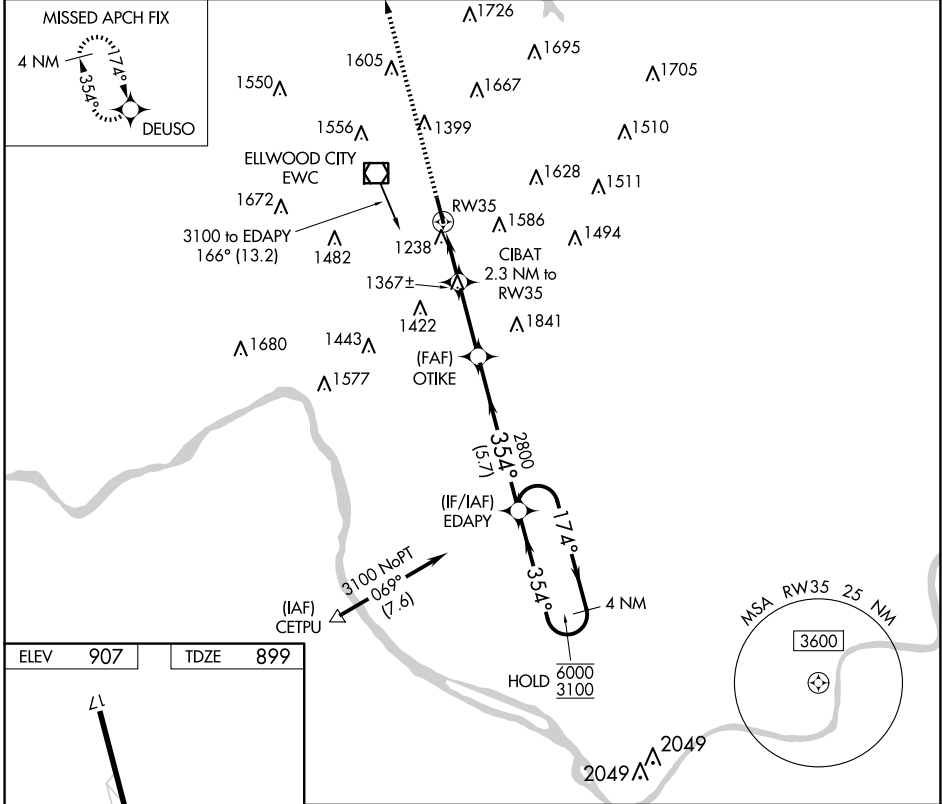 MISSED APCH FIX
4 NM
174°
354°
DEUSO
1726
1695
1605
1705
1550
1667
1556
1399
1510
ELLWOOD CITY
EWC
1628
1511
1672
RW35
1586
3100 to EDAPY
166° (13.2)
1482
1238
1494
CIBAT
2.3 NM to
RW35
1367±
1422
1841
1680
1443
(FAF)
OTIKE
1577
2800
354°
(5.7)
(IF/IAF)
EDAPY
174°
354°
4 NM
3100 NoPT
069°
(7.6)
(IAF)
CETPU
HOLD 6000
3100
MSA RW35 25 NM
3600
ELEV 907
TDZE 899
17
2049
2049